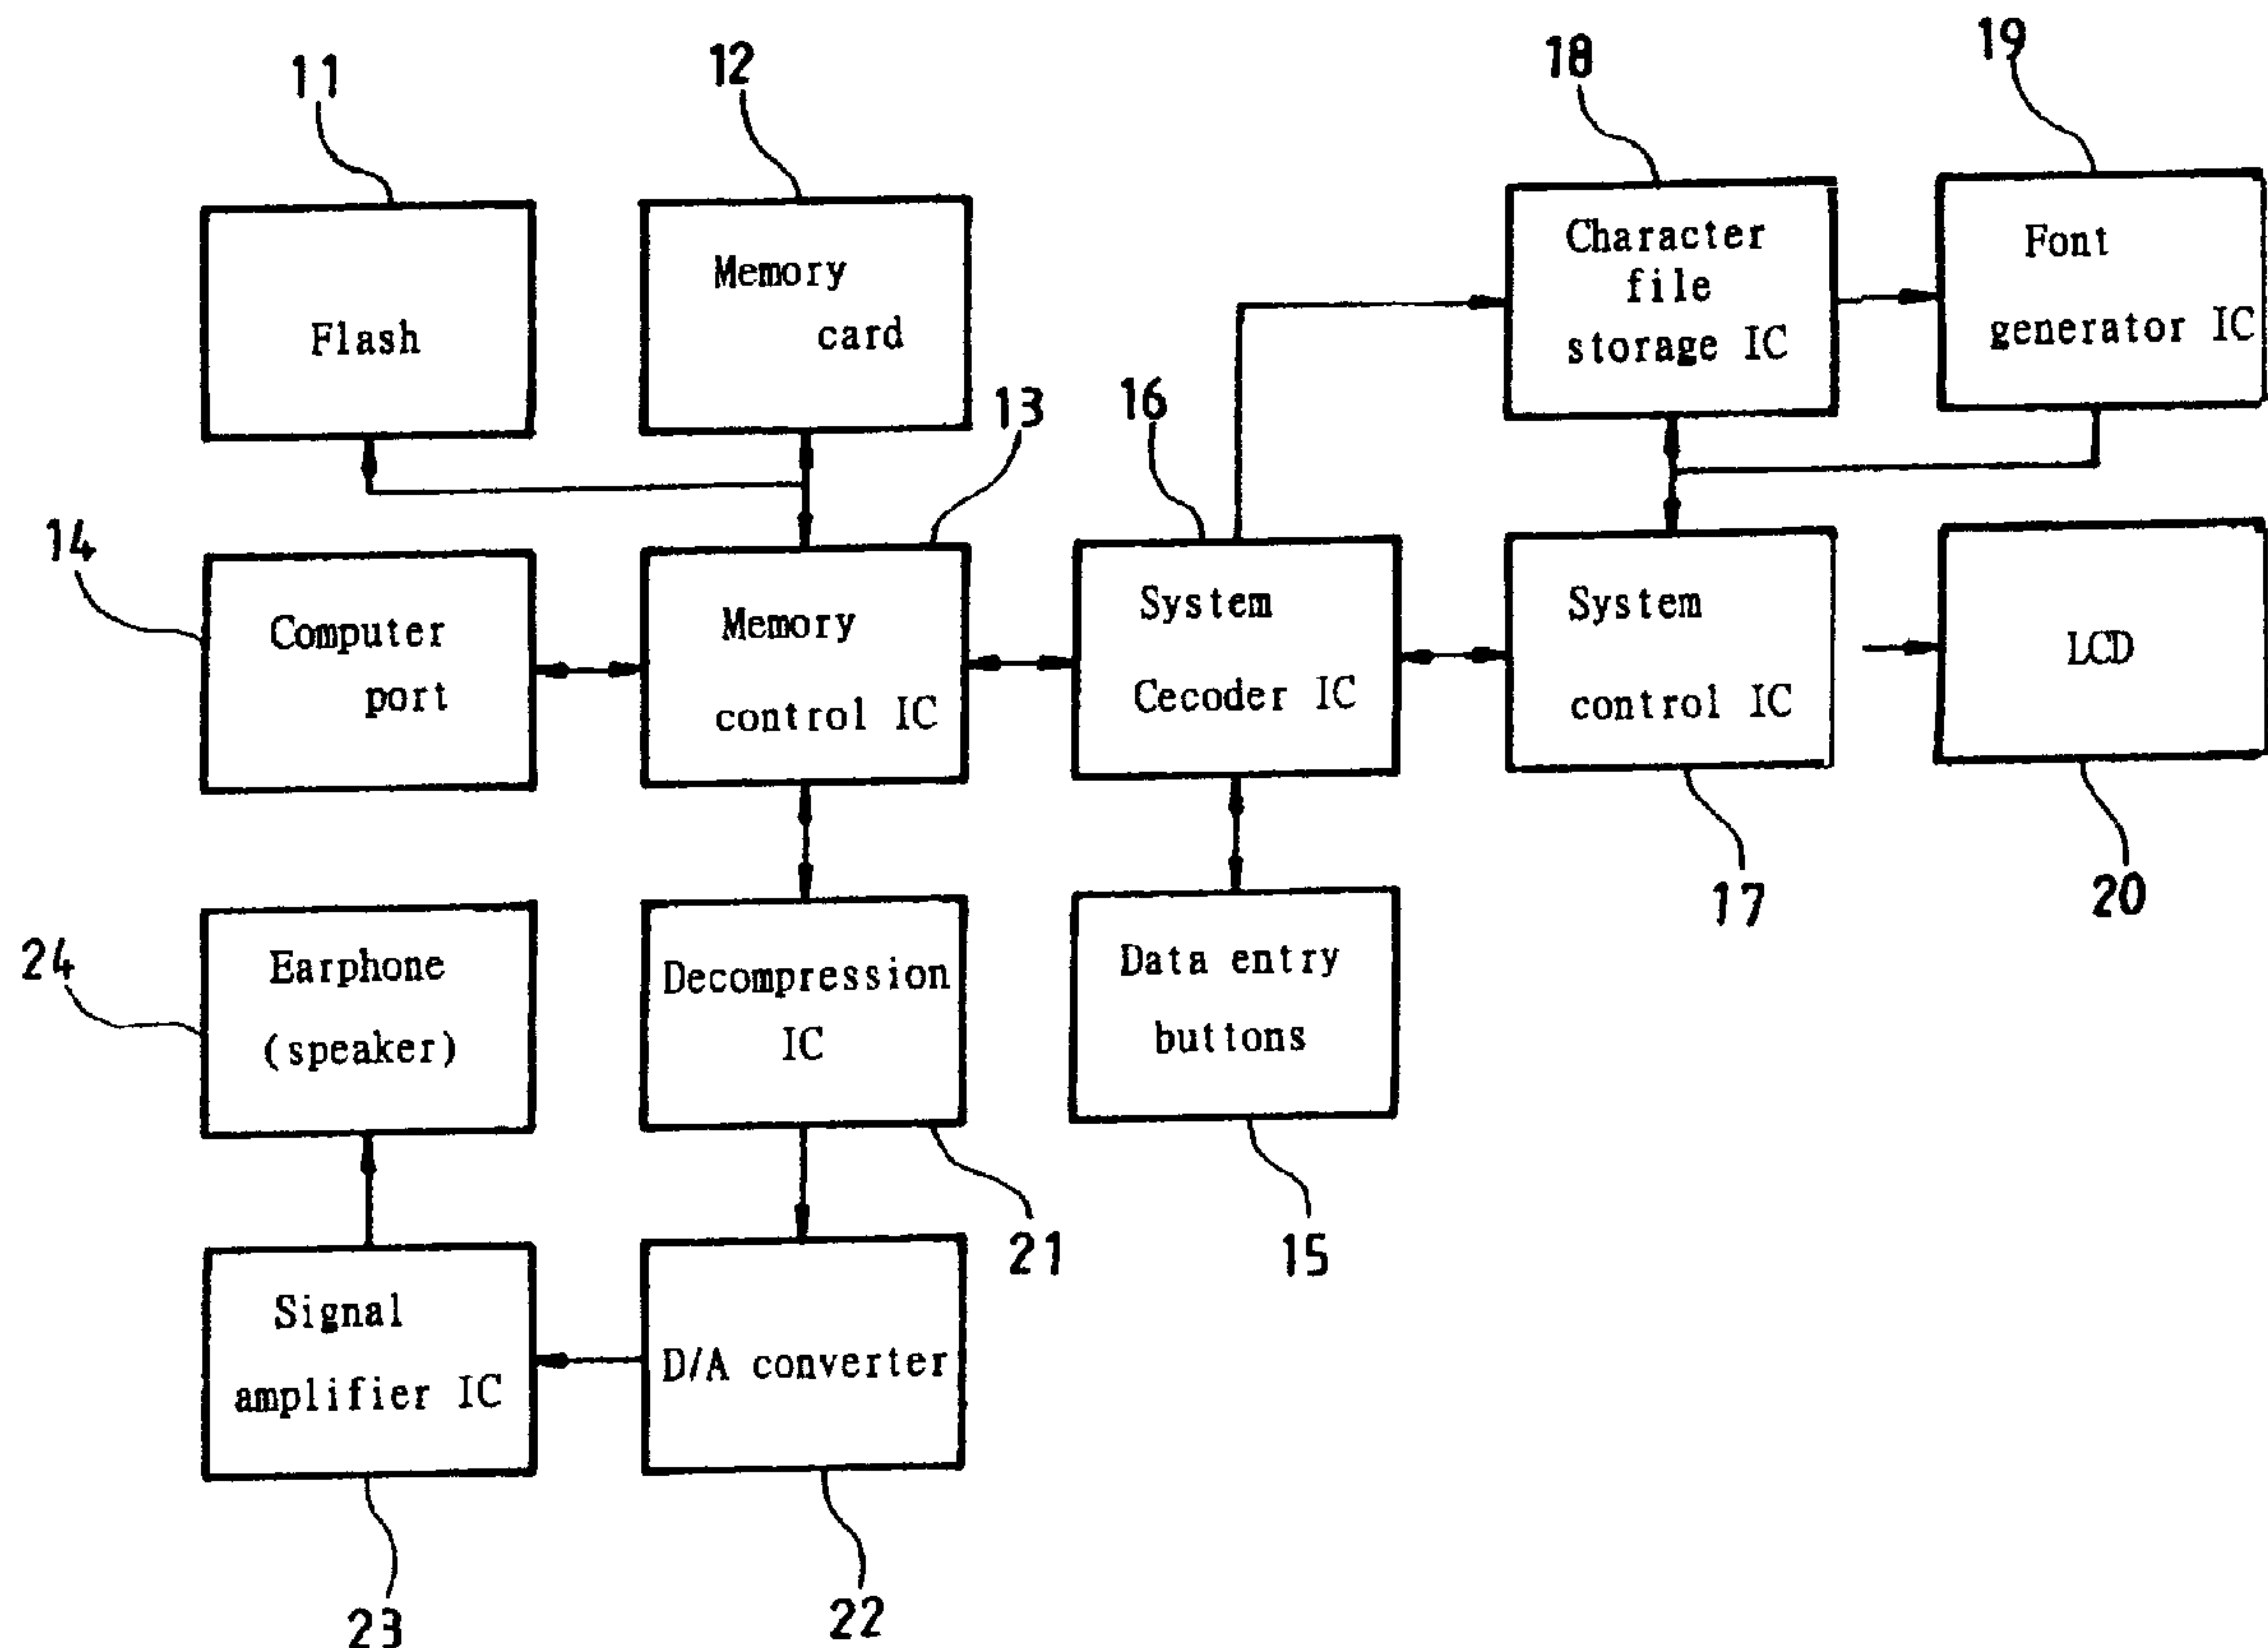 11
12
18
19
Flash
Memory
card
Character
file
storage IC
Font
generator IC
13
16
14
Computer
port
Memory
control IC
System
Cecoder IC
System
control IC
LCD
17
20
24
Earphone
(speaker)
Decompression
IC
Data entry
buttons
21
15
Signal
amplifier IC
D/A converter
23
22